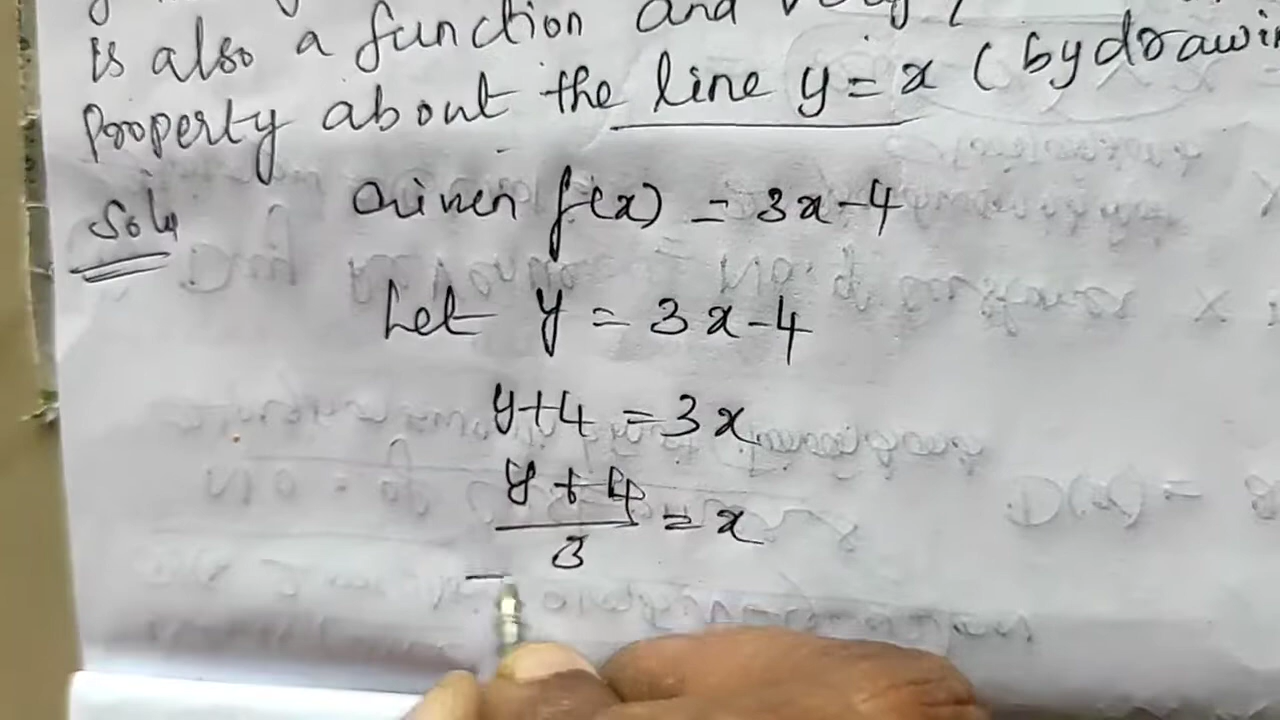 is also a function and
property about the line y = x (by drawin
Soln Given f(x) = 3x-4
Let y = 3x-4
y+4 = 3x
y+4/3 = x